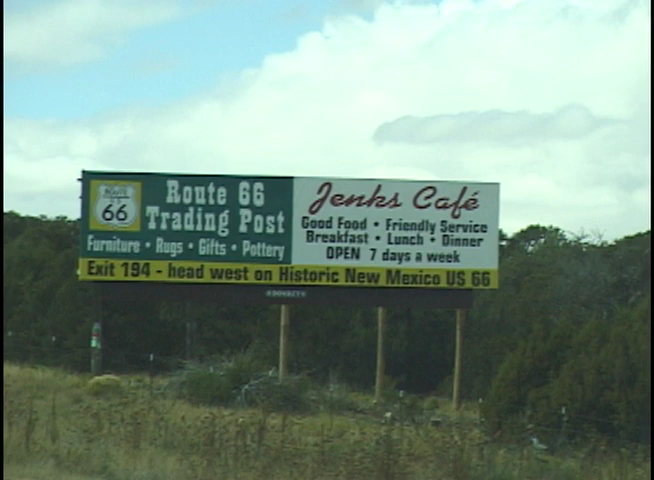 ROUTE
US
66
Route 66
Trading Post
Furniture • Rugs • Gifts • Pottery
Jenks Café
Good Food • Friendly Service
Breakfast • Lunch • Dinner
OPEN 7 days a week
Exit 194 - head west on Historic New Mexico US 66